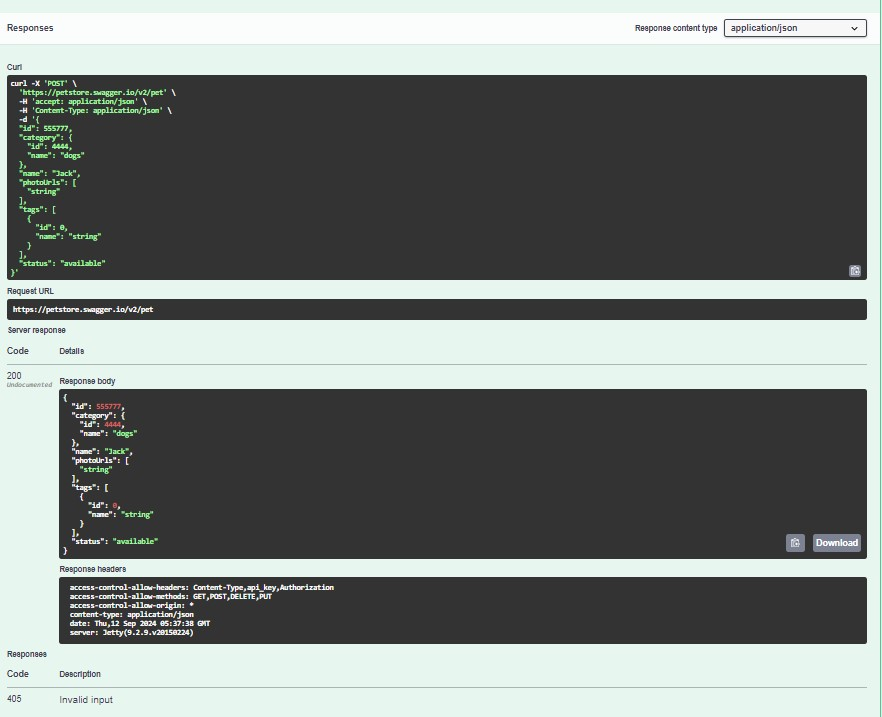 Responses
Response content type
application/json
Curl
curl -X 'POST' \
  'https://petstore.swagger.io/v2/pet' \
  -H 'accept: application/json' \
  -H 'Content-Type: application/json' \
  -d '{
  "id": 555777,
  "category": {
    "id": 4444,
    "name": "dogs"
  },
  "name": "Jack",
  "photoUrls": [
    "string"
  ],
  "tags": [
    {
      "id": 0,
      "name": "string"
    }
  ],
  "status": "available"
}'
Request URL
https://petstore.swagger.io/v2/pet
Server response
Code Details
200
Undocumented
Response body
{
  "id": 555777,
  "category": {
    "id": 4444,
    "name": "dogs"
  },
  "name": "Jack",
  "photoUrls": [
    "string"
  ],
  "tags": [
    {
      "id": 0,
      "name": "string"
    }
  ],
  "status": "available"
}
Download
Response headers
access-control-allow-headers: Content-Type,api_key,Authorization
access-control-allow-methods: GET,POST,DELETE,PUT
access-control-allow-origin: *
content-type: application/json
date: Thu,12 Sep 2024 05:37:38 GMT
server: Jetty(9.2.9.v20150224)
Responses
Code Description
405 Invalid input